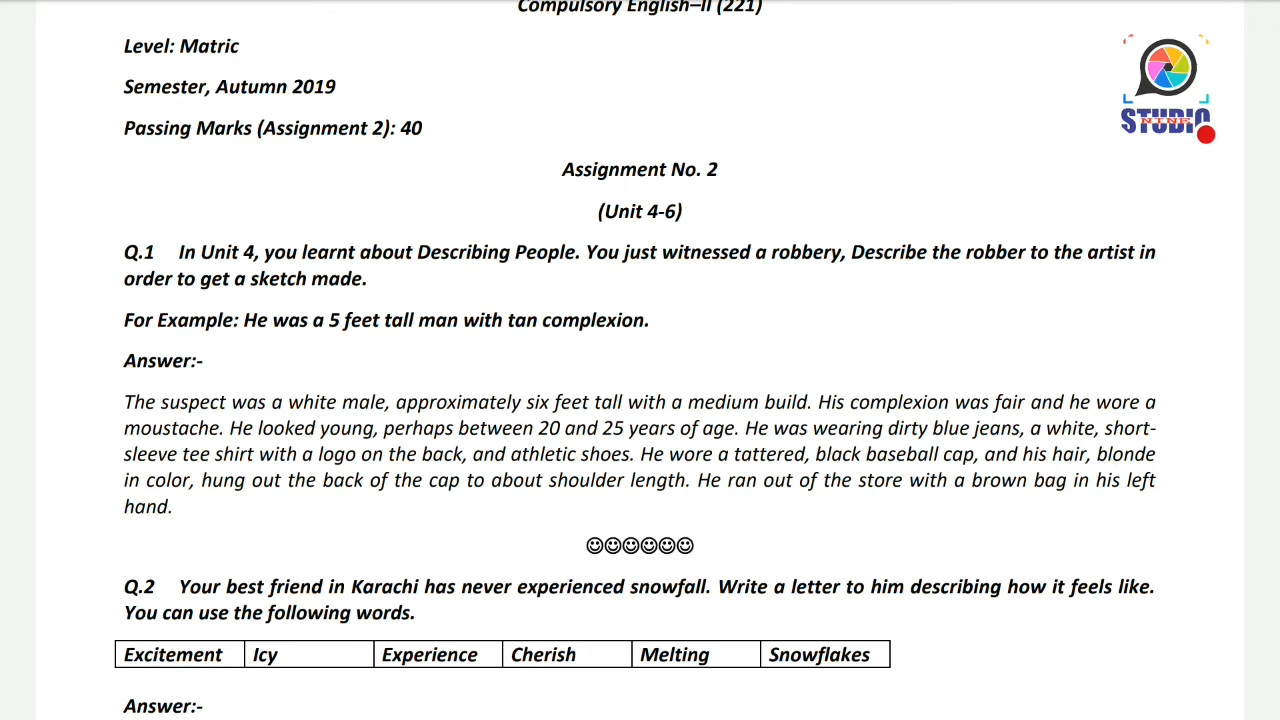 Compulsory English–II (221)
Level: Matric
Semester, Autumn 2019
Passing Marks (Assignment 2): 40
STUDIO
NINE
Assignment No. 2
(Unit 4-6)
Q.1 In Unit 4, you learnt about Describing People. You just witnessed a robbery, Describe the robber to the artist in
order to get a sketch made.
For Example: He was a 5 feet tall man with tan complexion.
Answer:-
The suspect was a white male, approximately six feet tall with a medium build. His complexion was fair and he wore a
moustache. He looked young, perhaps between 20 and 25 years of age. He was wearing dirty blue jeans, a white, short-
sleeve tee shirt with a logo on the back, and athletic shoes. He wore a tattered, black baseball cap, and his hair, blonde
in color, hung out the back of the cap to about shoulder length. He ran out of the store with a brown bag in his left
hand.
☺☺☺☺☺☺
Q.2 Your best friend in Karachi has never experienced snowfall. Write a letter to him describing how it feels like.
You can use the following words.
Excitement Icy Experience Cherish Melting Snowflakes
Answer:-